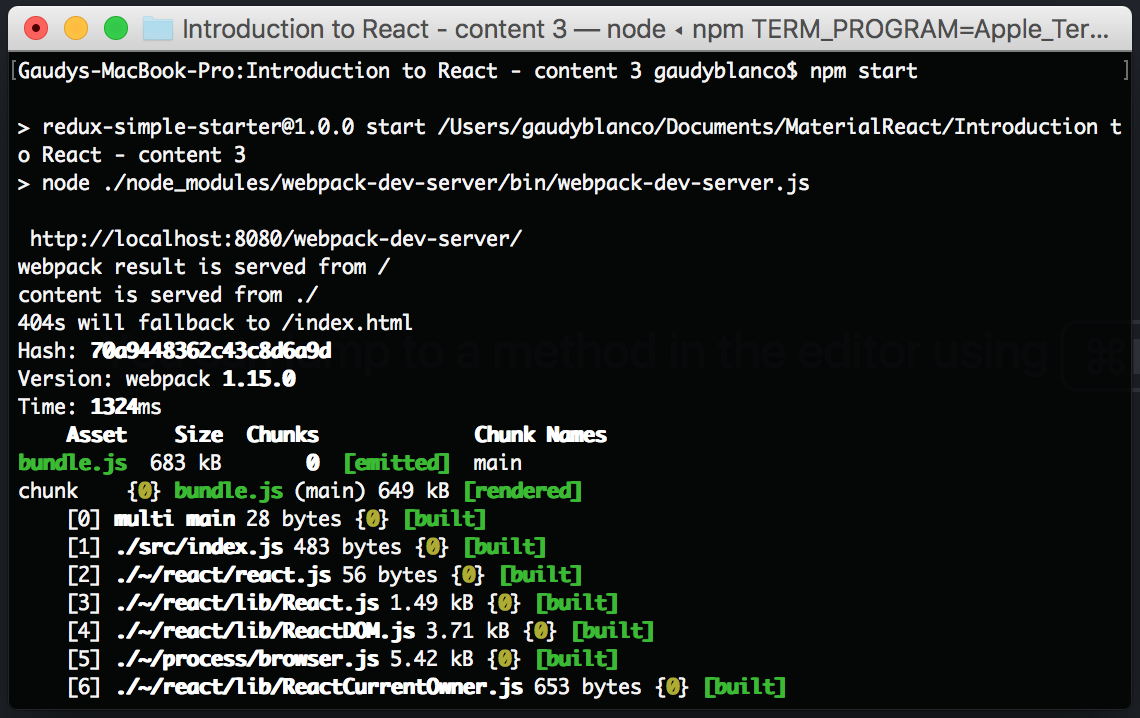 Introduction to React - content 3 — node ◂ npm TERM_PROGRAM=Apple_Ter...
[Gaudys-MacBook-Pro:Introduction to React - content 3 gaudyblanco$ npm start ]
> redux-simple-starter@1.0.0 start /Users/gaudyblanco/Documents/MaterialReact/Introduction t
o React - content 3
> node ./node_modules/webpack-dev-server/bin/webpack-dev-server.js
http://localhost:8080/webpack-dev-server/
webpack result is served from /
content is served from ./
404s will fallback to /index.html
Hash: 70a9448362c43c8d6a9d
to a method in the editor using ⌘
Version: webpack 1.15.0
Time: 1324ms
Asset Size Chunks Chunk Names
bundle.js 683 kB 0 [emitted] main
chunk {0} bundle.js (main) 649 kB [rendered]
[0] multi main 28 bytes {0} [built]
[1] ./src/index.js 483 bytes {0} [built]
[2] ./~/react/react.js 56 bytes {0} [built]
[3] ./~/react/lib/React.js 1.49 kB {0} [built]
[4] ./~/react/lib/ReactDOM.js 3.71 kB {0} [built]
[5] ./~/process/browser.js 5.42 kB {0} [built]
[6] ./~/react/lib/ReactCurrentOwner.js 653 bytes {0} [built]